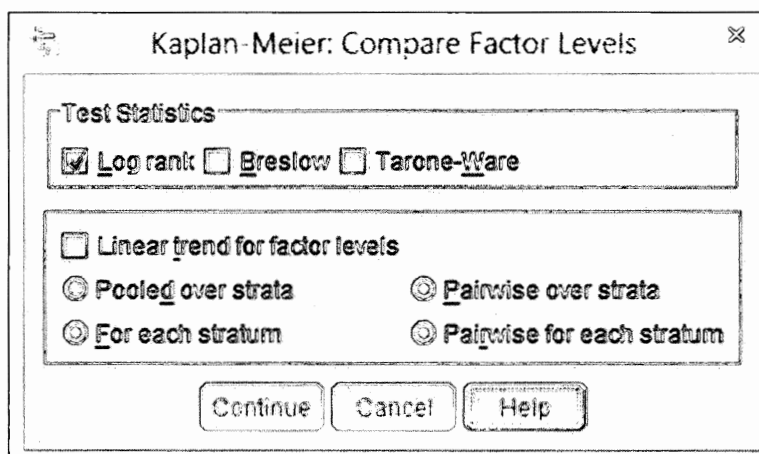 Kaplan-Meier: Compare Factor Levels
Test Statistics
Log rank Breslow Tarone-Ware
Linear trend for factor levels
Pooled over strata Pairwise over strata
For each stratum Pairwise for each stratum
Continue Cancel Help